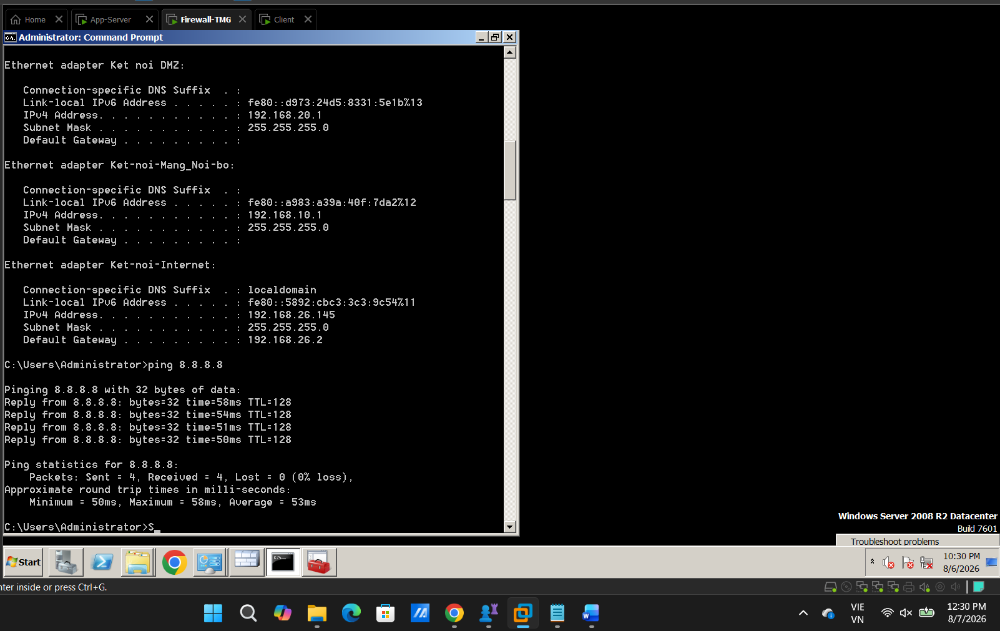 Home
App-Server
Firewall-TMG
Client
Administrator: Command Prompt
Ethernet adapter Ket noi DMZ:
Connection-specific DNS Suffix  . :
Link-local IPv6 Address . . . . . : fe80::d973:24d5:8331:5e1b%13
IPv4 Address. . . . . . . . . . . : 192.168.20.1
Subnet Mask . . . . . . . . . . . : 255.255.255.0
Default Gateway . . . . . . . . . :
Ethernet adapter Ket-noi-Mang_Noi-bo:
Connection-specific DNS Suffix  . :
Link-local IPv6 Address . . . . . : fe80::a983:a39a:40f:7da2%12
IPv4 Address. . . . . . . . . . . : 192.168.10.1
Subnet Mask . . . . . . . . . . . : 255.255.255.0
Default Gateway . . . . . . . . . :
Ethernet adapter Ket-noi-Internet:
Connection-specific DNS Suffix  . : localdomain
Link-local IPv6 Address . . . . . : fe80::5892:cbc3:3c3:9c54%11
IPv4 Address. . . . . . . . . . . : 192.168.26.145
Subnet Mask . . . . . . . . . . . : 255.255.255.0
Default Gateway . . . . . . . . . : 192.168.26.2
C:\Users\Administrator>ping 8.8.8.8
Pinging 8.8.8.8 with 32 bytes of data:
Reply from 8.8.8.8: bytes=32 time=58ms TTL=128
Reply from 8.8.8.8: bytes=32 time=54ms TTL=128
Reply from 8.8.8.8: bytes=32 time=51ms TTL=128
Reply from 8.8.8.8: bytes=32 time=50ms TTL=128
Ping statistics for 8.8.8.8:
Packets: Sent = 4, Received = 4, Lost = 0 (0% loss),
Approximate round trip times in milli-seconds:
Minimum = 50ms, Maximum = 58ms, Average = 53ms
C:\Users\Administrator>S_
Windows Server 2008 R2 Datacenter
Build 7601
Troubleshoot problems
Start
10:30 PM
8/6/2026
nter inside or press Ctrl+G.
VIE
VN
12:30 PM
8/7/2026